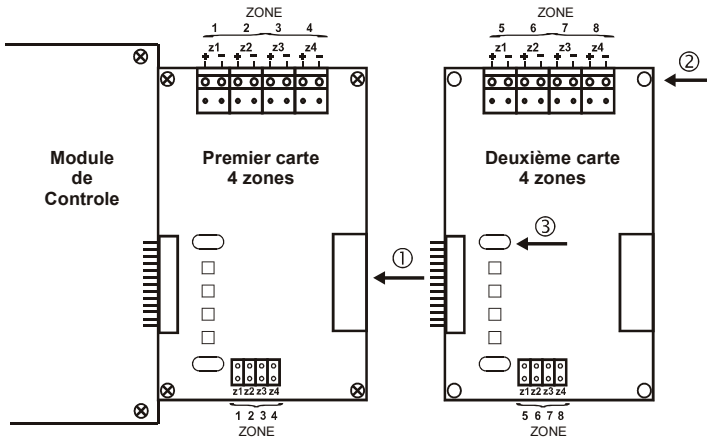 ZONE
1 2 3 4
z1 z2 z3 z4
+ - + - + - + -
Module
de
Controle
Premier carte
4 zones
①
z1 z2 z3 z4
1 2 3 4
ZONE
ZONE
5 6 7 8
z1 z2 z3 z4
+ - + - + - + -
②
Deuxième carte
4 zones
③
z1 z2 z3 z4
5 6 7 8
ZONE